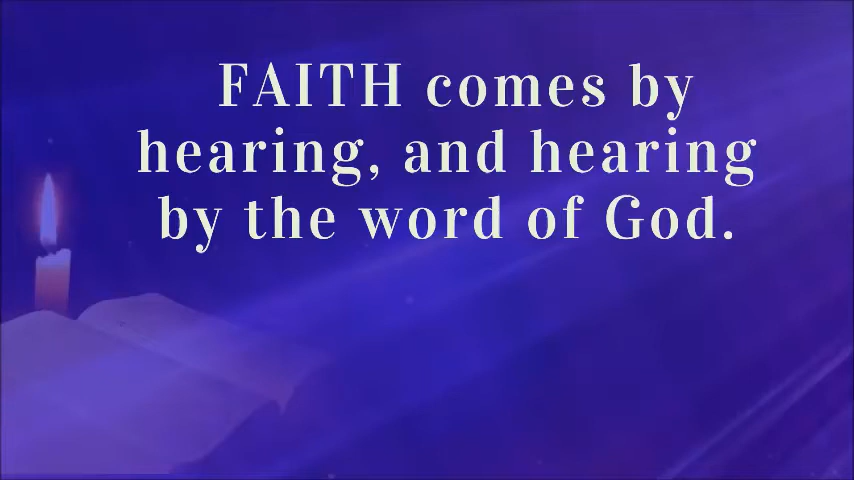 FAITH comes by
hearing, and hearing
by the word of God.